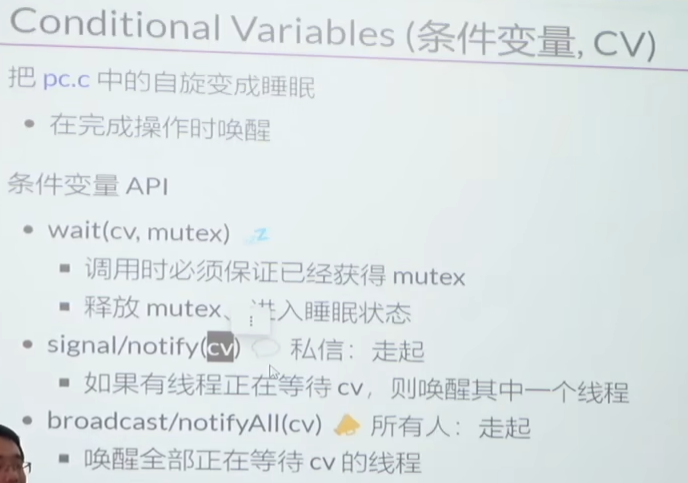 Conditional Variables (条件变量, CV)
把 pc.c 中的自旋变成睡眠
• 在完成操作时唤醒
条件变量 API
• wait(cv, mutex)
▪ 调用时必须保证已经获得 mutex
▪ 释放 mutex、进入睡眠状态
• signal/notify(cv) 私信：走起
▪ 如果有线程正在等待 cv，则唤醒其中一个线程
• broadcast/notifyAll(cv) 所有人：走起
▪ 唤醒全部正在等待 cv 的线程